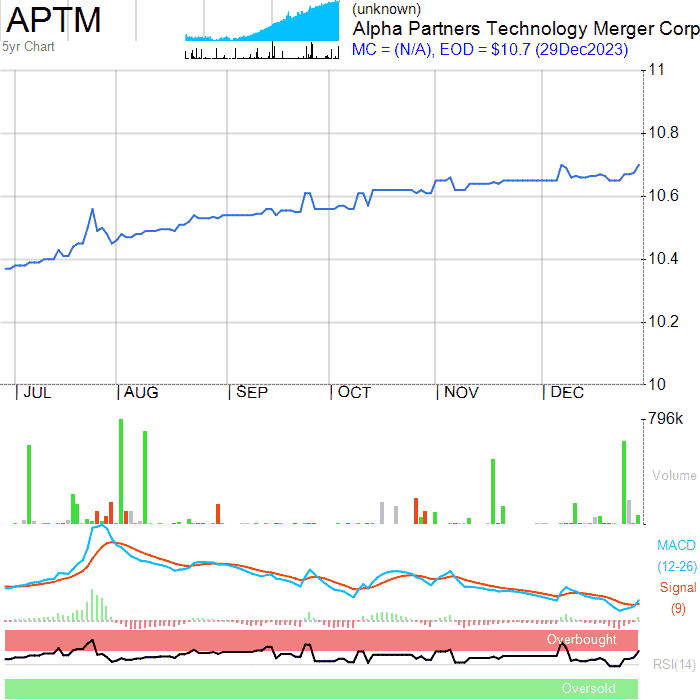 APTM
5yr Chart
(unknown)
Alpha Partners Technology Merger Corp
MC = (N/A), EOD = $10.7 (29Dec2023)
11
10.8
10.6
10.4
10.2
10
JUL
AUG
SEP
OCT
NOV
DEC
796k
Volume
MACD
(12-26)
Signal
(9)
Overbought
RSI(14)
Oversold